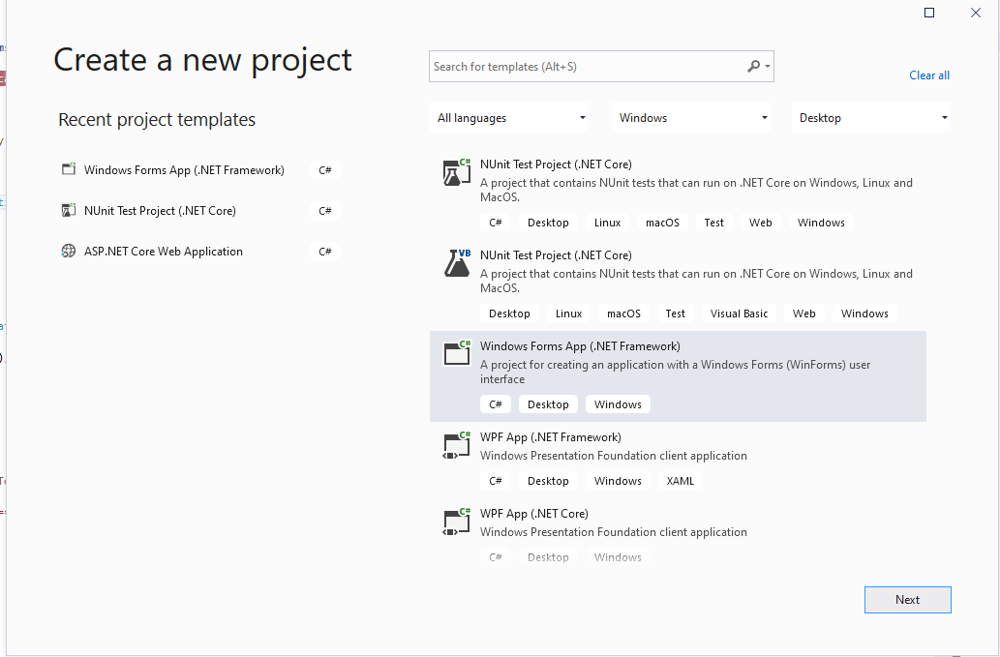 Create a new project
Search for templates (Alt+S)
Clear all
Recent project templates
All languages
Windows
Desktop
Windows Forms App (.NET Framework) C#
NUnit Test Project (.NET Core) C#
ASP.NET Core Web Application C#
C#
NUnit Test Project (.NET Core)
A project that contains NUnit tests that can run on .NET Core on Windows, Linux and
MacOS.
C# Desktop Linux macOS Test Web Windows
VB
NUnit Test Project (.NET Core)
A project that contains NUnit tests that can run on .NET Core on Windows, Linux and
MacOS.
Desktop Linux macOS Test Visual Basic Web Windows
C#
Windows Forms App (.NET Framework)
A project for creating an application with a Windows Forms (WinForms) user
interface
C# Desktop Windows
C#
WPF App (.NET Framework)
Windows Presentation Foundation client application
C# Desktop Windows XAML
C#
WPF App (.NET Core)
Windows Presentation Foundation client application
C# Desktop Windows
Next